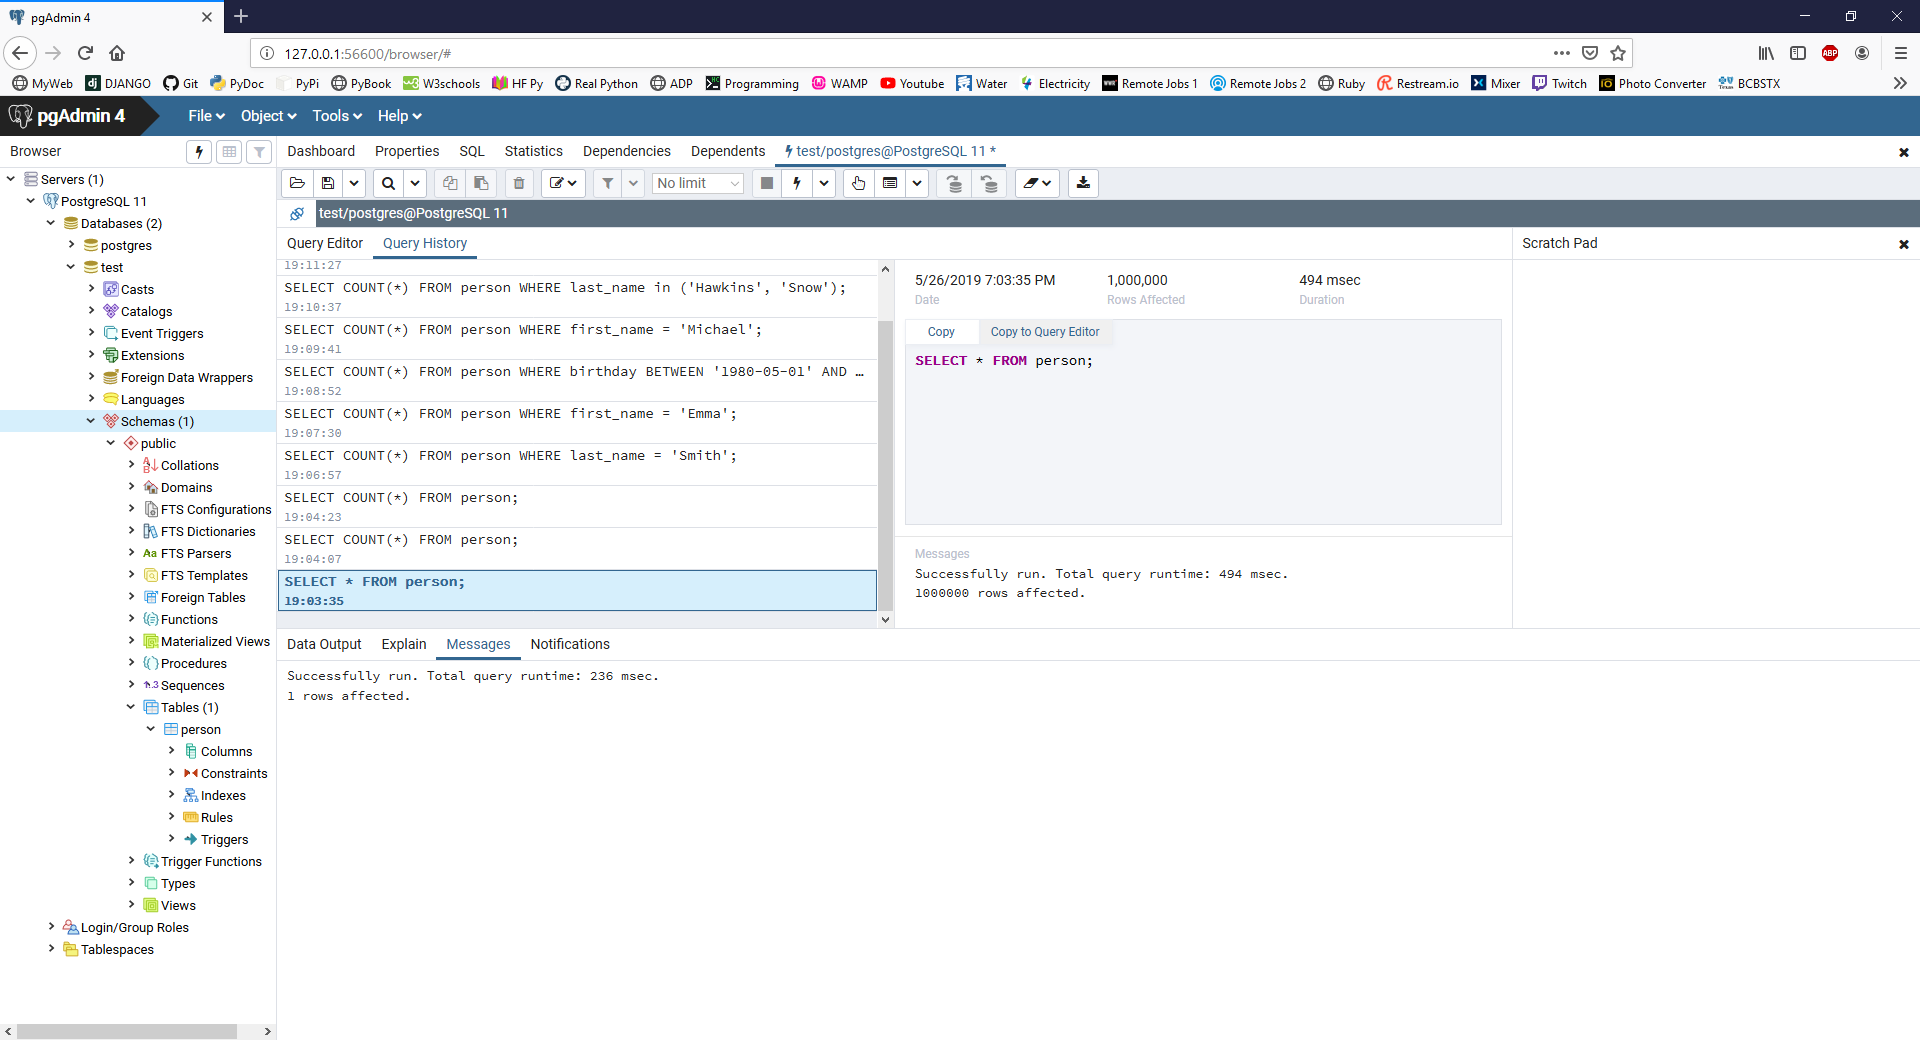 pgAdmin 4
127.0.0.1:56600/browser/#
MyWeb DJANGO Git PyDoc PyPi PyBook W3schools HF Py Real Python ADP Programming WAMP Youtube Water Electricity Remote Jobs 1 Remote Jobs 2 Ruby Restream.io Mixer Twitch Photo Converter BCBSTX
pgAdmin 4 File Object Tools Help
Browser
Servers (1)
PostgreSQL 11
Databases (2)
postgres
test
Casts
Catalogs
Event Triggers
Extensions
Foreign Data Wrappers
Languages
Schemas (1)
public
Collations
Domains
FTS Configurations
FTS Dictionaries
FTS Parsers
FTS Templates
Foreign Tables
Functions
Materialized Views
Procedures
Sequences
Tables (1)
person
Columns
Constraints
Indexes
Rules
Triggers
Trigger Functions
Types
Views
Login/Group Roles
Tablespaces
Dashboard Properties SQL Statistics Dependencies Dependents test/postgres@PostgreSQL 11 *
No limit
test/postgres@PostgreSQL 11
Query Editor Query History
19:11:27
SELECT COUNT(*) FROM person WHERE last_name in ('Hawkins', 'Snow');
19:10:37
SELECT COUNT(*) FROM person WHERE first_name = 'Michael';
19:09:41
SELECT COUNT(*) FROM person WHERE birthday BETWEEN '1980-05-01' AND …
19:08:52
SELECT COUNT(*) FROM person WHERE first_name = 'Emma';
19:07:30
SELECT COUNT(*) FROM person WHERE last_name = 'Smith';
19:06:57
SELECT COUNT(*) FROM person;
19:04:23
SELECT COUNT(*) FROM person;
19:04:07
SELECT * FROM person;
19:03:35
5/26/2019 7:03:35 PM 1,000,000 494 msec
Date Rows Affected Duration
Copy Copy to Query Editor
SELECT * FROM person;
Messages
Successfully run. Total query runtime: 494 msec.
1000000 rows affected.
Scratch Pad
Data Output Explain Messages Notifications
Successfully run. Total query runtime: 236 msec.
1 rows affected.